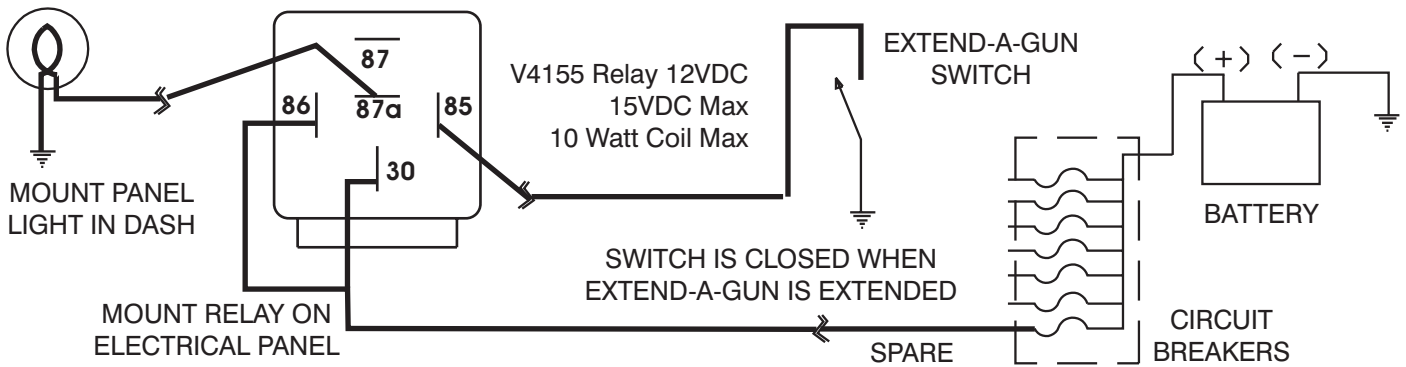 87
86
87a
85
30
V4155 Relay 12VDC
15VDC Max
10 Watt Coil Max
EXTEND-A-GUN
SWITCH
(+) (−)
MOUNT PANEL
LIGHT IN DASH
BATTERY
SWITCH IS CLOSED WHEN
EXTEND-A-GUN IS EXTENDED
MOUNT RELAY ON
ELECTRICAL PANEL
SPARE
CIRCUIT
BREAKERS